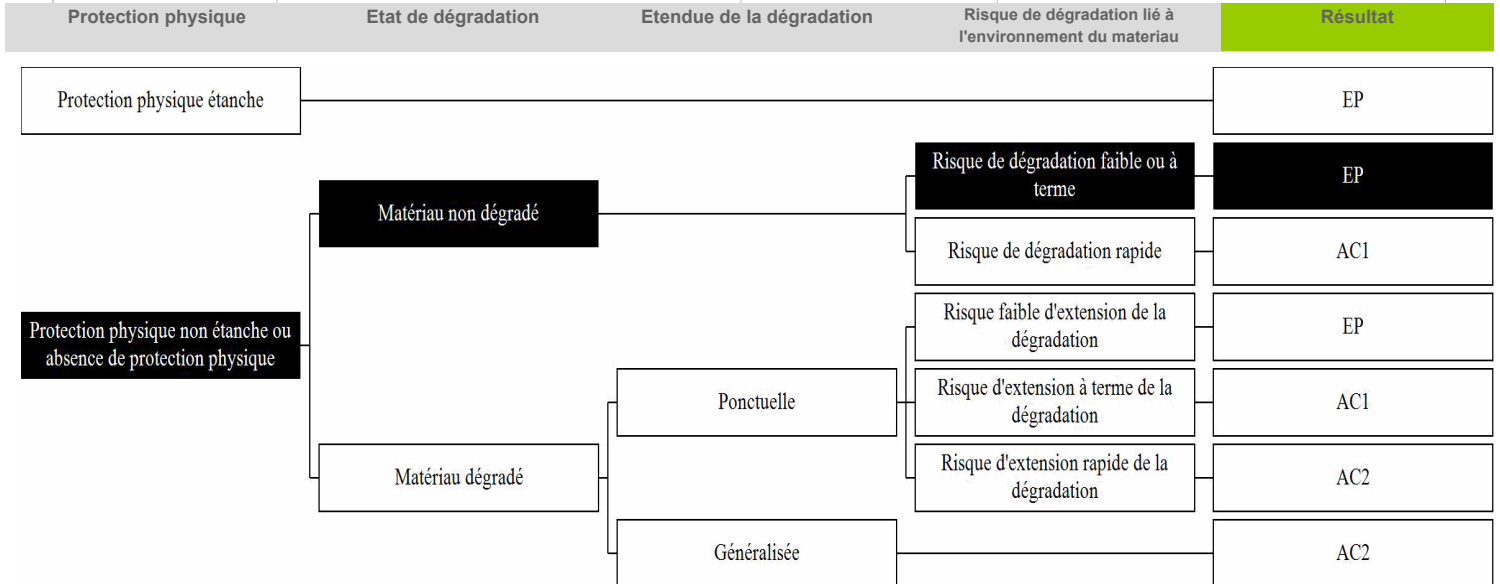 Protection physique
Etat de dégradation
Etendue de la dégradation
Risque de dégradation lié à
l'environnement du materiau
Résultat
Protection physique étanche
EP
Risque de dégradation faible ou à
terme
EP
Matériau non dégradé
Risque de dégradation rapide
AC1
Protection physique non étanche ou
absence de protection physique
Risque faible d'extension de la
dégradation
EP
Ponctuelle
Risque d'extension à terme de la
dégradation
AC1
Matériau dégradé
Risque d'extension rapide de la
dégradation
AC2
Généralisée
AC2